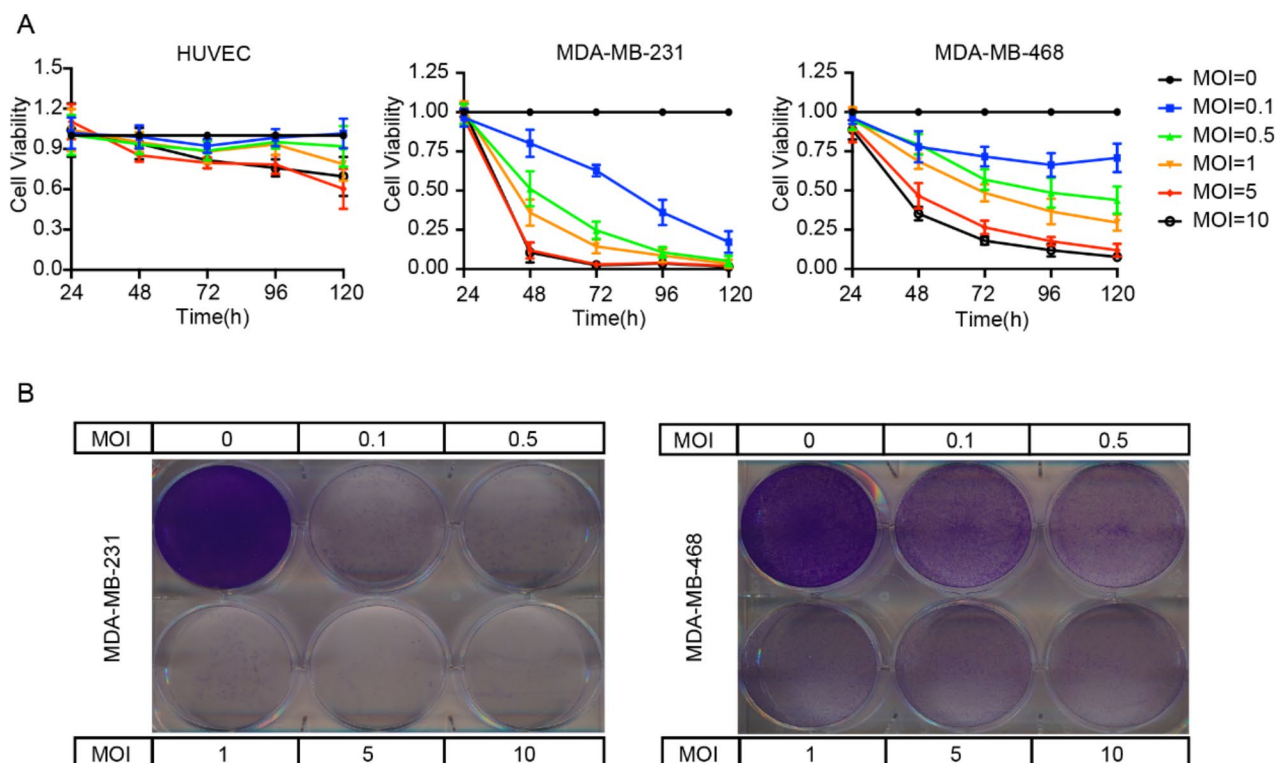 A
HUVEC
MDA-MB-231
MDA-MB-468
Cell Viability
1.5
1.2
0.9
0.6
0.3
0.0
24 48 72 96 120
Time(h)
Cell Viability
1.25
1.00
0.75
0.50
0.25
0.00
24 48 72 96 120
Time(h)
Cell Viability
1.25
1.00
0.75
0.50
0.25
0.00
24 48 72 96 120
Time(h)
MOI=0
MOI=0.1
MOI=0.5
MOI=1
MOI=5
MOI=10
B
MOI 0 0.1 0.5
MDA-MB-231
MOI 1 5 10
MOI 0 0.1 0.5
MDA-MB-468
MOI 1 5 10